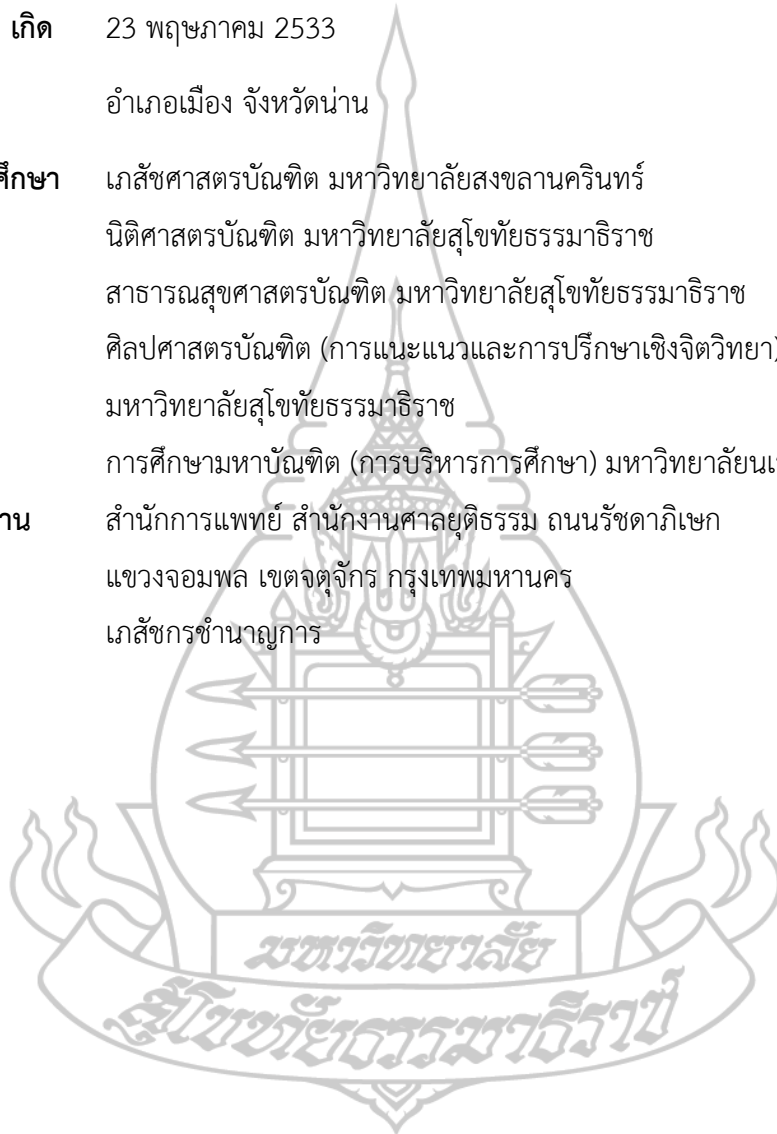 เกิด 23 พฤษภาคม 2533
อำเภอเมือง จังหวัดน่าน
ศึกษา เภสัชศาสตรบัณฑิต มหาวิทยาลัยสงขลานครินทร์
นิติศาสตรบัณฑิต มหาวิทยาลัยสุโขทัยธรรมาธิราช
สาธารณสุขศาสตรบัณฑิต มหาวิทยาลัยสุโขทัยธรรมาธิราช
ศิลปศาสตรบัณฑิต (การแนะแนวและการปรึกษาเชิงจิตวิทยา)
มหาวิทยาลัยสุโขทัยธรรมาธิราช
การศึกษามหาบัณฑิต (การบริหารการศึกษา)
สำนักการแพทย์ สำนักงานศาลยุติธรรม ถนนรัชดาภิเษก
แขวงจอมพล เขตจตุจักร กรุงเทพมหานคร
เภสัชกรชำนาญการ
มหาวิทยาลัย
สุโขทัยธรรมาธิราช